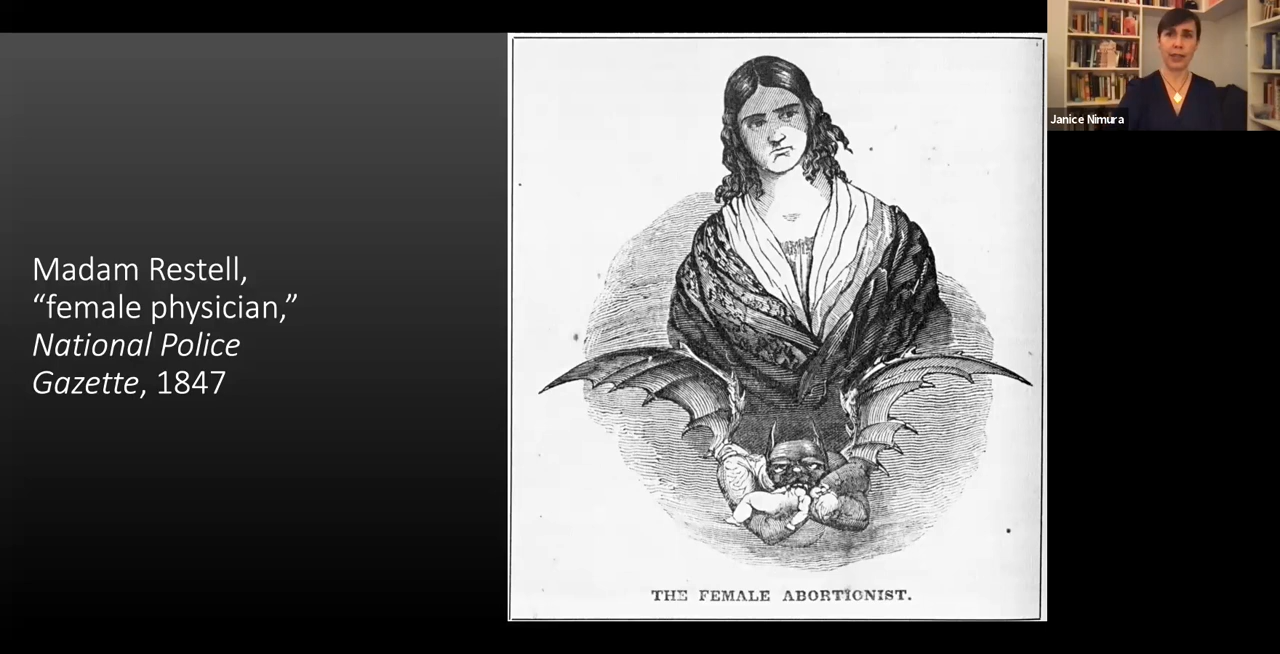 Madam Restell,
“female physician,”
National Police
Gazette, 1847
THE FEMALE ABORTIONIST.
Janice Nimura